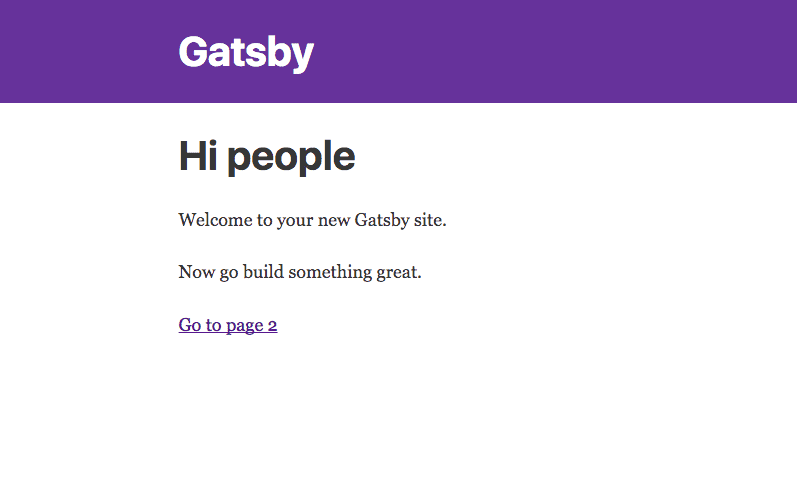 Gatsby
Hi people
Welcome to your new Gatsby site.
Now go build something great.
Go to page 2